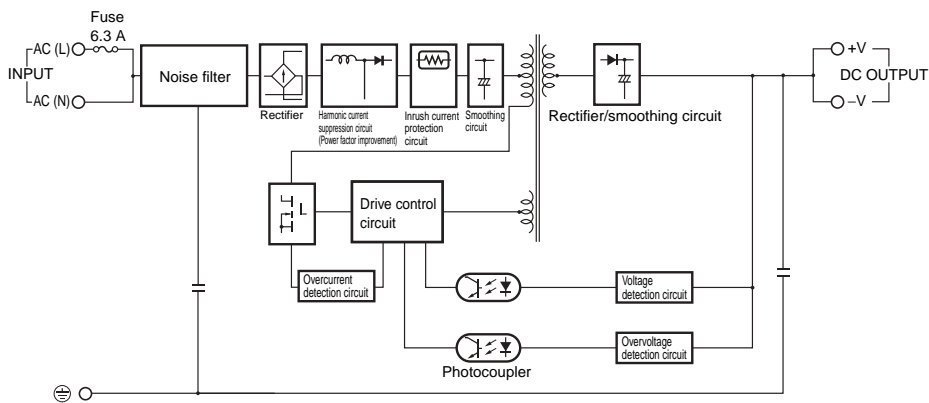 Fuse
6.3 A
AC (L)
INPUT
AC (N)
Noise filter
Rectifier
Harmonic current
suppression circuit
(Power factor improvement)
Inrush current
protection
circuit
Smoothing
circuit
Rectifier/smoothing circuit
+V
DC OUTPUT
–V
Drive control
circuit
Overcurrent
detection circuit
Voltage
detection circuit
Overvoltage
detection circuit
Photocoupler